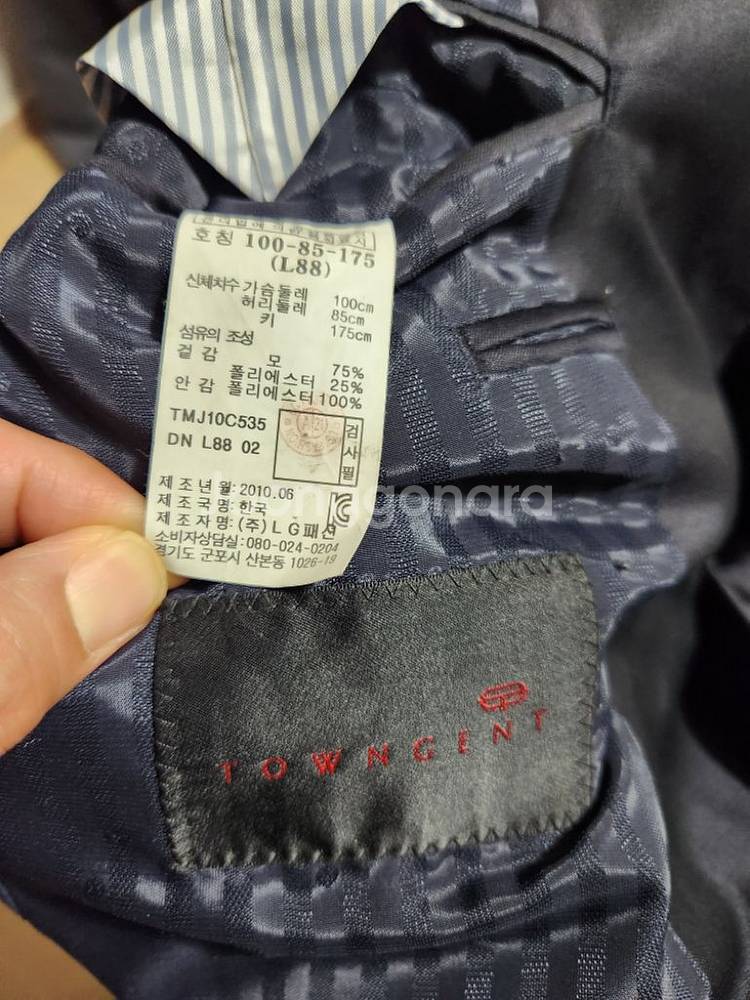 호칭 100-85-175
(L88)
신체치수 가슴둘레 100cm
허리둘레 85cm
키 175cm
섬유의 조성
겉 감 모 75%
폴리에스터 25%
안 감 폴리에스터 100%
TMJ10C535
DN L88 02
검사필
제 조 년 월: 2010.06
제 조 국 명: 한국
제 조 자 명: (주) L G 패션
소비자상담실: 080-024-0204
경기도 군포시 산본동 1026-19
TOWNGENT